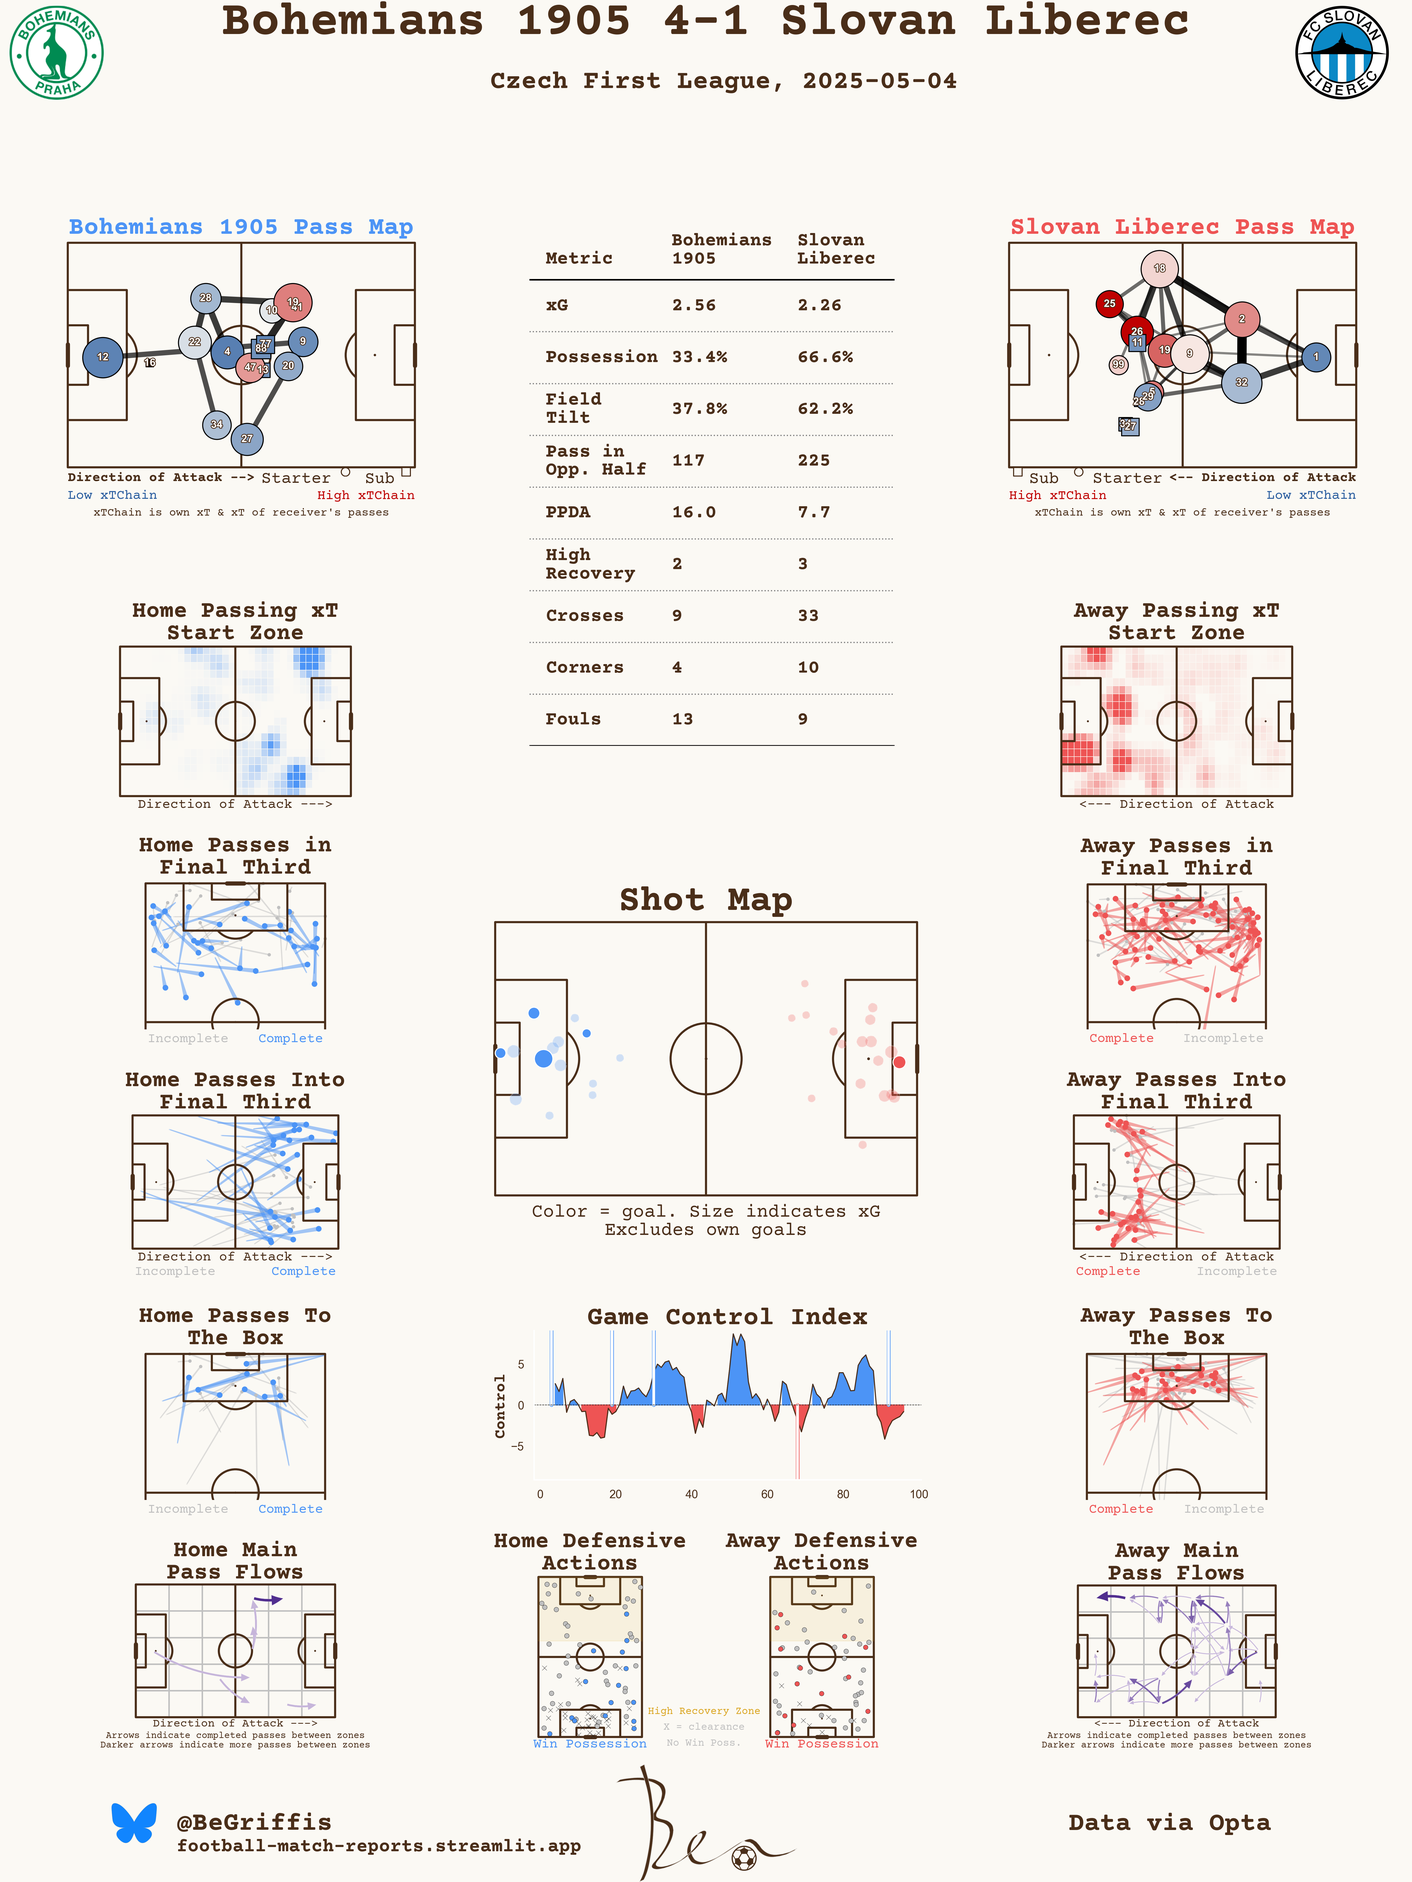 Bohemians 1905 4-1 Slovan Liberec
Czech First League, 2025-05-04
BOHEMIANS
PRAHA
FC SLOVAN
LIBEREC
Bohemians 1905 Pass Map
28
19
10
41
22
4
77
88
9
47
13
20
12
16
34
27
Direction of Attack --> Starter Sub
Low xTChain High xTChain
xTChain is own xT & xT of receiver's passes
Metric Bohemians 1905 Slovan Liberec
xG 2.56 2.26
Possession 33.4% 66.6%
Field Tilt 37.8% 62.2%
Pass in Opp. Half 117 225
PPDA 16.0 7.7
High Recovery 2 3
Crosses 9 33
Corners 4 10
Fouls 13 9
Slovan Liberec Pass Map
18
25
26
11
19
9
2
1
99
32
5
28
29
27
Sub Starter <-- Direction of Attack
High xTChain Low xTChain
xTChain is own xT & xT of receiver's passes
Home Passing xT
Start Zone
Direction of Attack --->
Away Passing xT
Start Zone
<--- Direction of Attack
Home Passes in
Final Third
Incomplete Complete
Away Passes in
Final Third
Complete Incomplete
Shot Map
Color = goal. Size indicates xG
Excludes own goals
Home Passes Into
Final Third
Direction of Attack --->
Incomplete Complete
Away Passes Into
Final Third
<--- Direction of Attack
Complete Incomplete
Home Passes To
The Box
Incomplete Complete
Game Control Index
Control
5
0
−5
0 20 40 60 80 100
Away Passes To
The Box
Complete Incomplete
Home Main
Pass Flows
Direction of Attack --->
Arrows indicate completed passes between zones
Darker arrows indicate more passes between zones
Home Defensive
Actions
Win Possession
High Recovery Zone
X = clearance
No Win Poss.
Away Defensive
Actions
Win Possession
Away Main
Pass Flows
<--- Direction of Attack
Arrows indicate completed passes between zones
Darker arrows indicate more passes between zones
@BeGriffis
football-match-reports.streamlit.app
Ben
Data via Opta